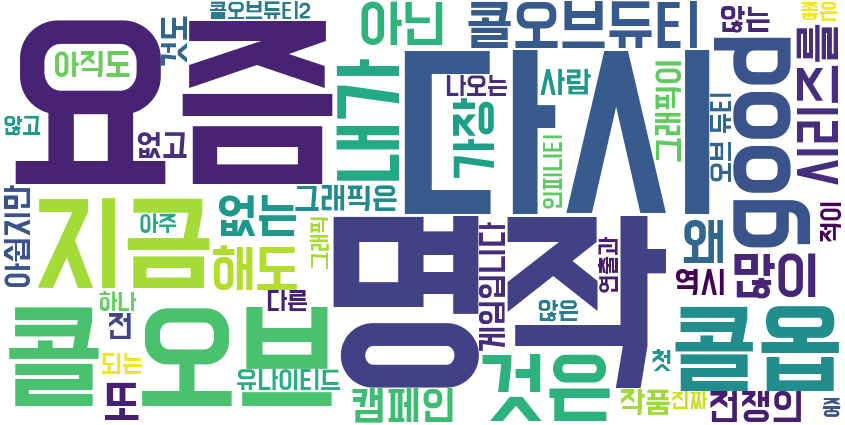 콜오브듀티2
아닌
콜오브듀티
않는
좋은
요즘
아직도
것도
내가
다시
나오는
사람
그래픽이
good
시리즈를
가장
오브 듀티
않고
없고
인피니티
아쉽지만
지금
아주
없는
그래픽은
그래픽
해도
명작
게임입니다
연출과
왜
적이
역시
많이
하나
다른
않은
콜오브
전
되는
또
유나이티드
캠페인
것은
첫
콜옵
작품
진짜
전쟁의
중